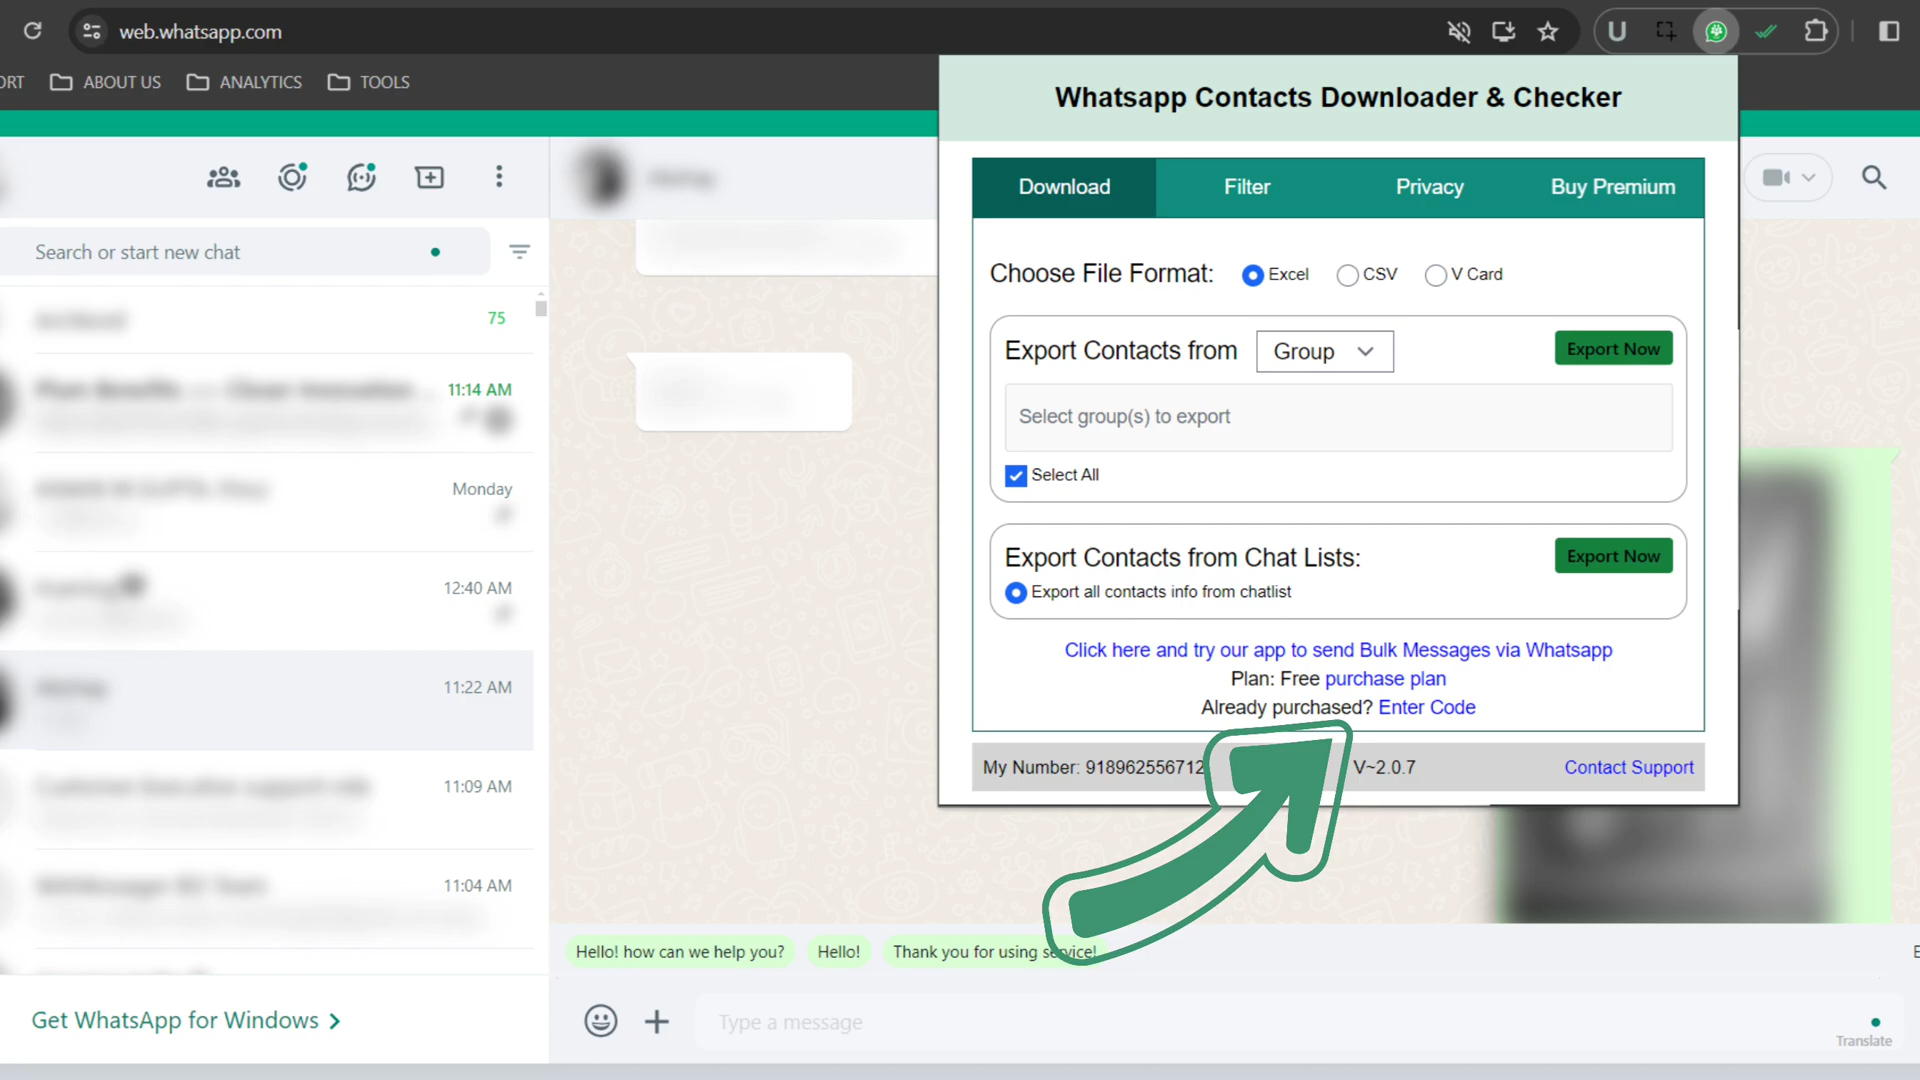 web.whatsapp.com
U
ORT
ABOUT US
ANALYTICS
TOOLS
Whatsapp Contacts Downloader & Checker
Download
Filter
Privacy
Buy Premium
Choose File Format:
Excel
CSV
V Card
Export Contacts from
Group
Export Now
Select group(s) to export
Select All
Export Contacts from Chat Lists:
Export Now
Export all contacts info from chatlist
Click here and try our app to send Bulk Messages via Whatsapp
Plan: Free purchase plan
Already purchased? Enter Code
My Number: 918962556712
V~2.0.7
Contact Support
Search or start new chat
75
11:14 AM
Monday
12:40 AM
11:22 AM
11:09 AM
11:04 AM
Get WhatsApp for Windows
Hello! how can we help you?
Hello!
Thank you for using service!
E
Type a message
Translate